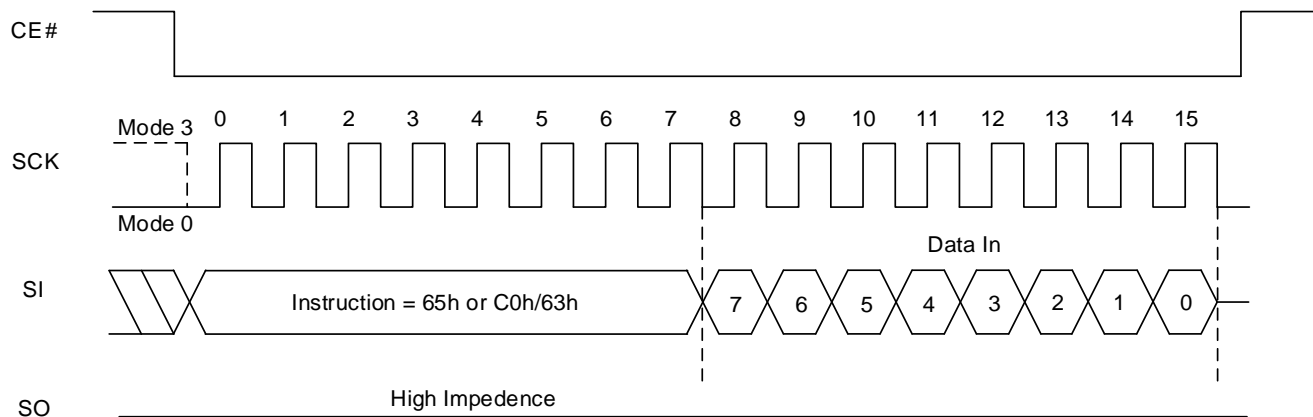 CE#
Mode 3
0 1 2 3 4 5 6 7 8 9 10 11 12 13 14 15
SCK
Mode 0
Data In
SI
Instruction = 65h or C0h/63h
7 6 5 4 3 2 1 0
High Impedence
SO